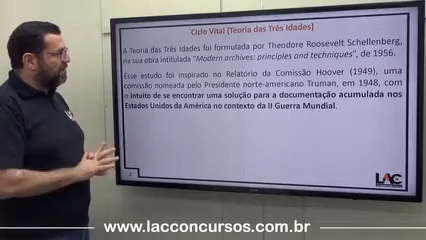 Ciclo Vital (Teoria das Três Idades)
A Teoria das Três Idades foi formulada por Theodore Roosevelt Schellenberg,
na sua obra intitulada "Modern archives: principles and techniques", de 1956.
Esse estudo foi inspirado no Relatório da Comissão Hoover (1949), uma
comissão nomeada pelo Presidente norte-americano Truman, em 1948, com
o intuito de se encontrar uma solução para a documentação acumulada nos
Estados Unidos da América no contexto da II Guerra Mundial.
LAC
www.lacconcursos.com.br